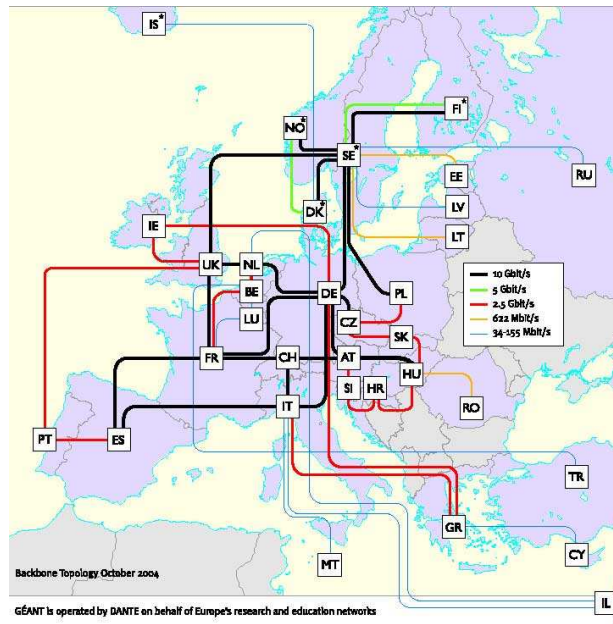 IS*
NO*
FI*
SE*
EE
RU
LV
DK*
LT
IE
UK
NL
BE
LU
DE
PL
CZ
SK
10 Gbit/s
5 Gbit/s
2.5 Gbit/s
622 Mbit/s
34-155 Mbit/s
FR
CH
AT
HU
SI
HR
IT
RO
PT
ES
TR
GR
CY
MT
IL
Backbone Topology October 2004
GÉANT is operated by DANTE on behalf of Europe's research and education networks